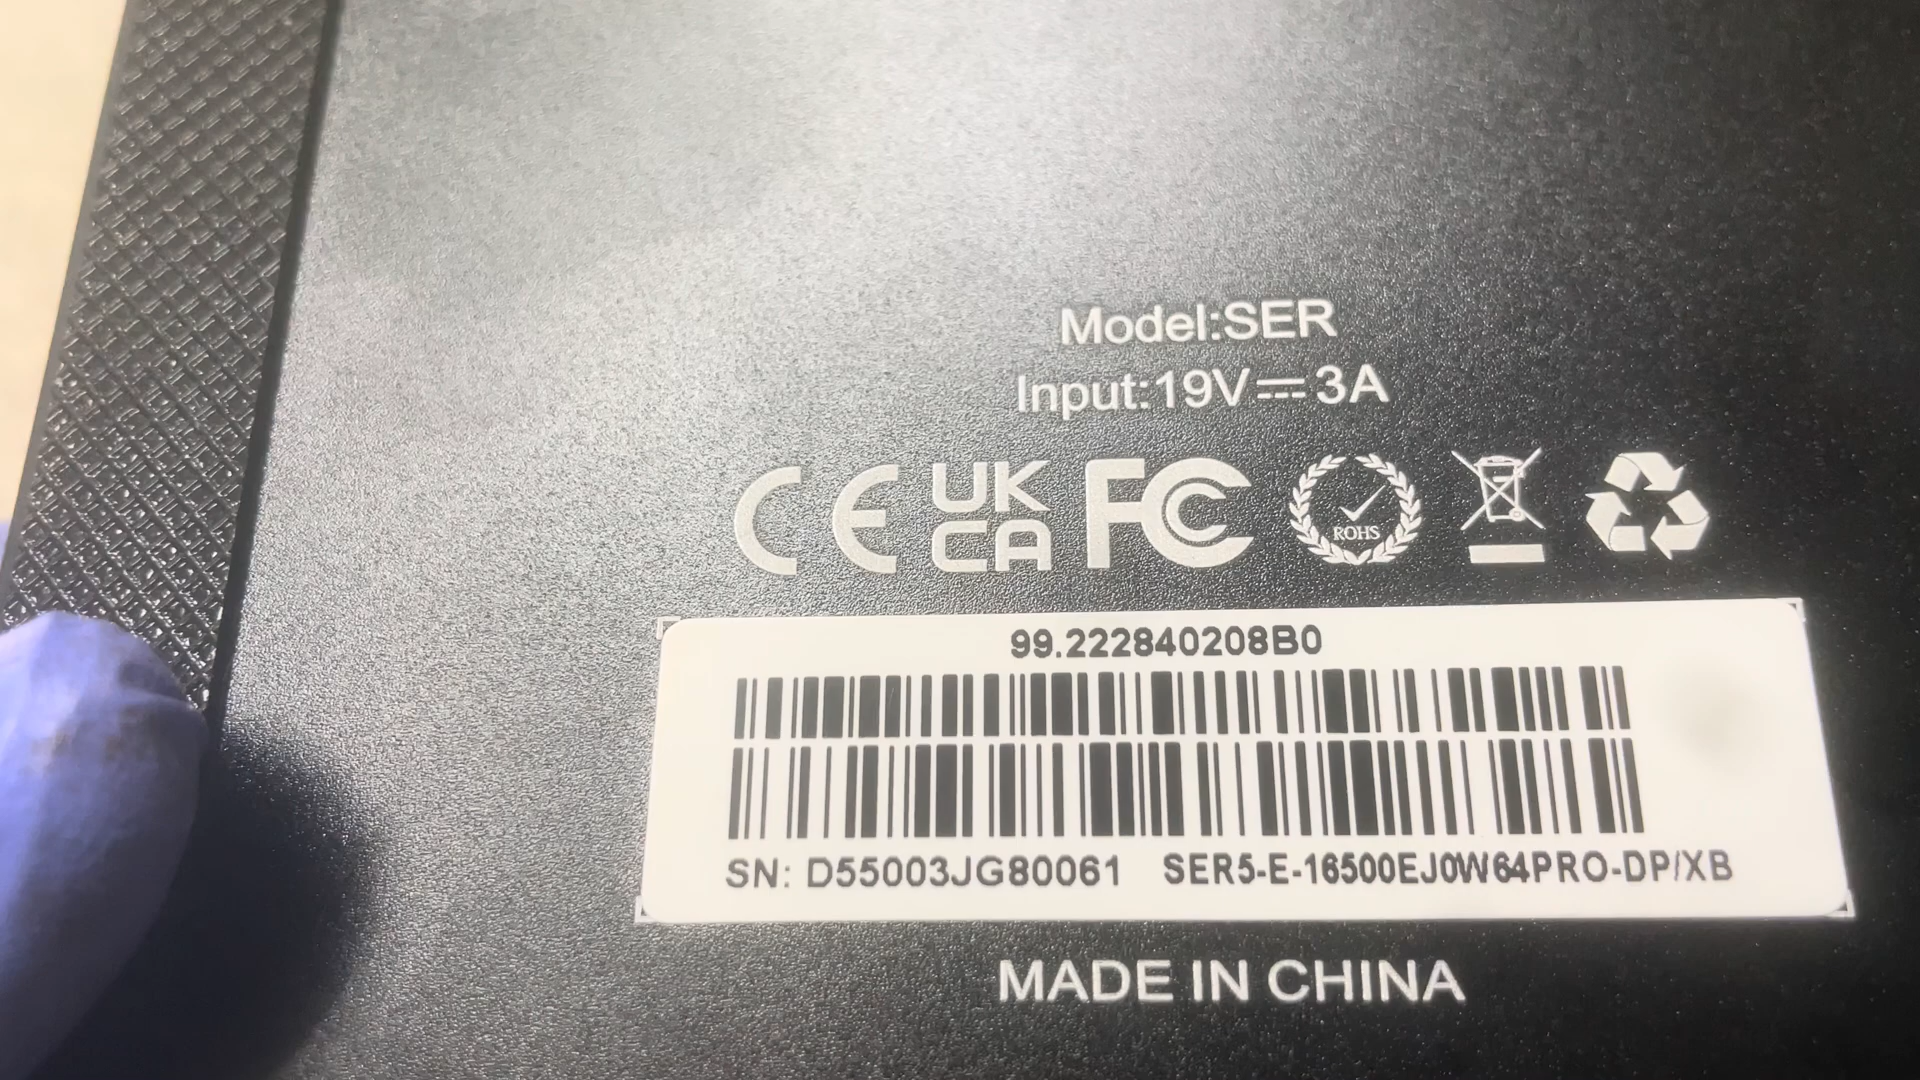 Model:SER
Input:19V⎓3A
CE UK CA FC ROHS
99.222840208B0
SN: D55003JG80061 SER5-E-16500EJ0W64PRO-DP/XB
MADE IN CHINA